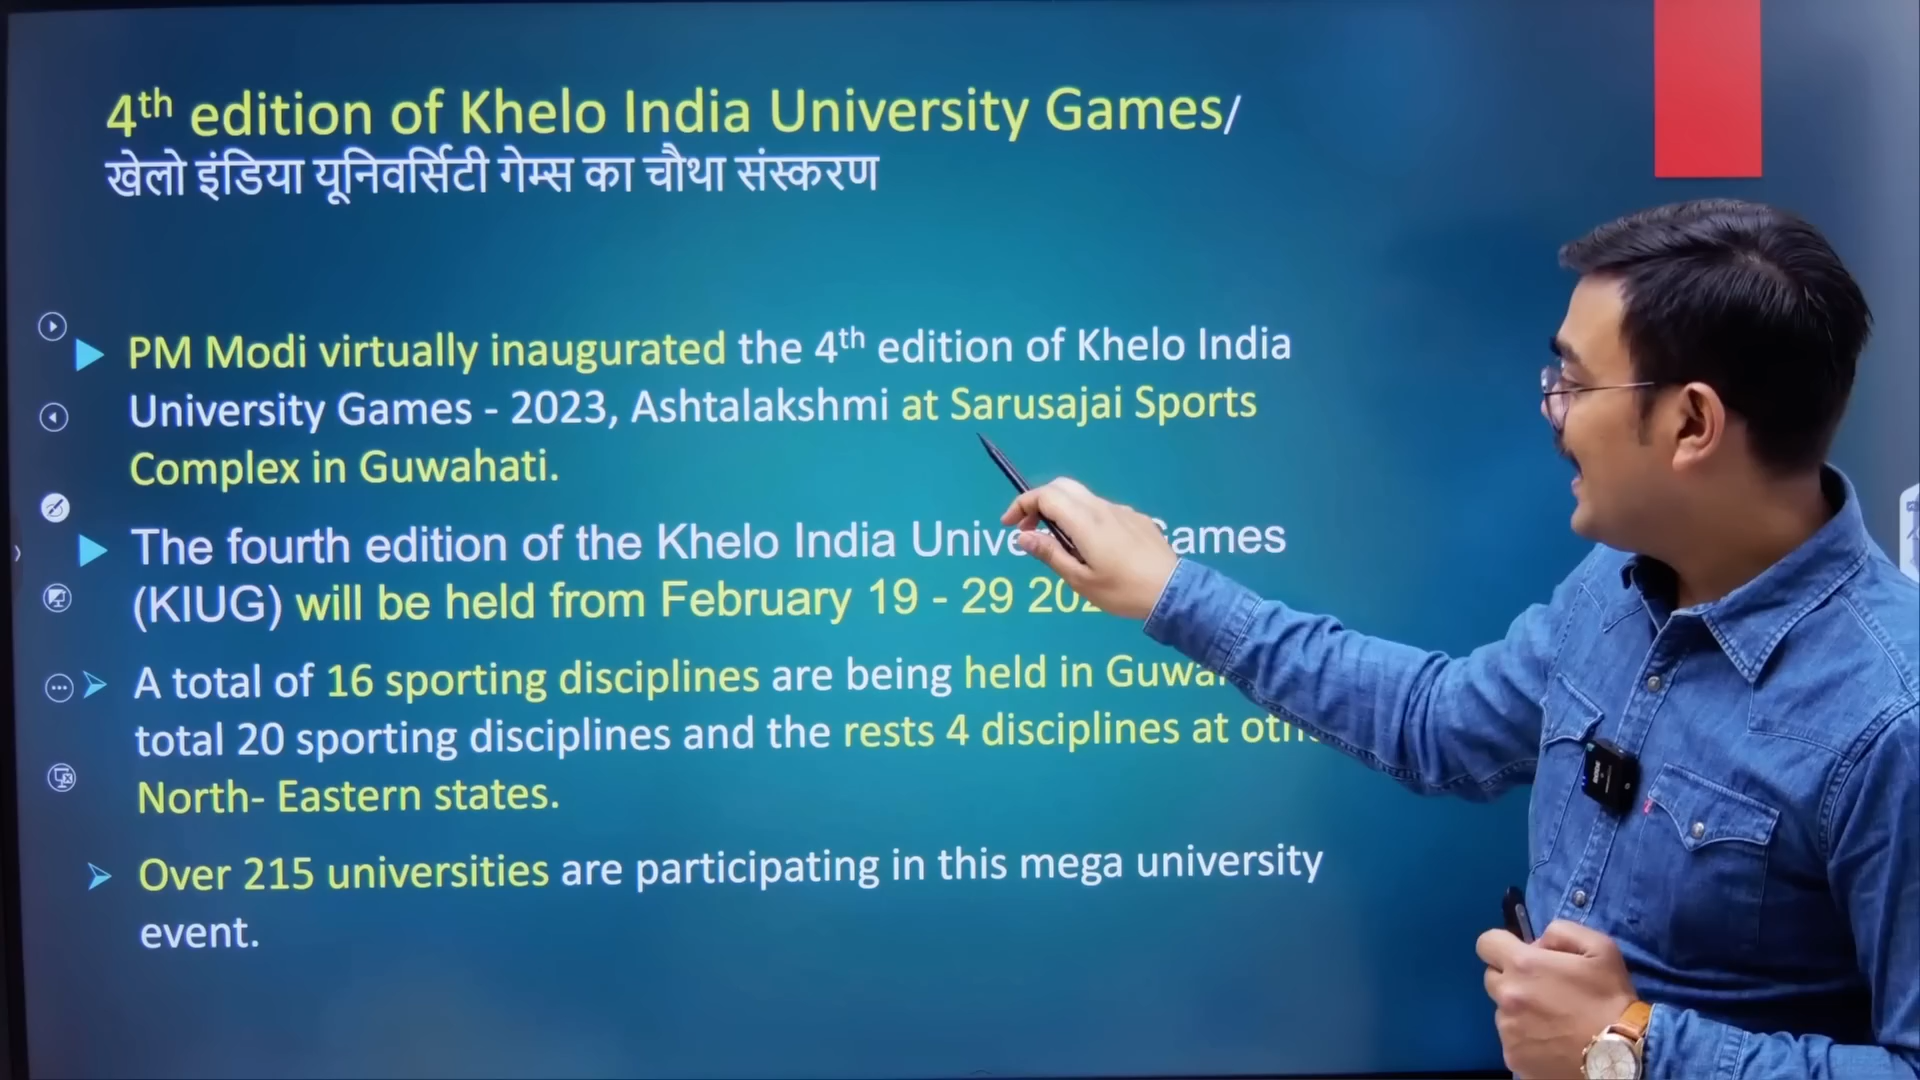 4th edition of Khelo India University Games/
खेलो इंडिया यूनिवर्सिटी गेम्स का चौथा संस्करण
PM Modi virtually inaugurated the 4th edition of Khelo India
University Games - 2023, Ashtalakshmi at Sarusajai Sports
Complex in Guwahati.
The fourth edition of the Khelo India
(KIUG) will be held from February 19 - 29
A total of 16 sporting disciplines are being held in
total 20 sporting disciplines and the rests 4 disciplines at
North- Eastern states.
Over 215 universities are participating in this mega university
event.